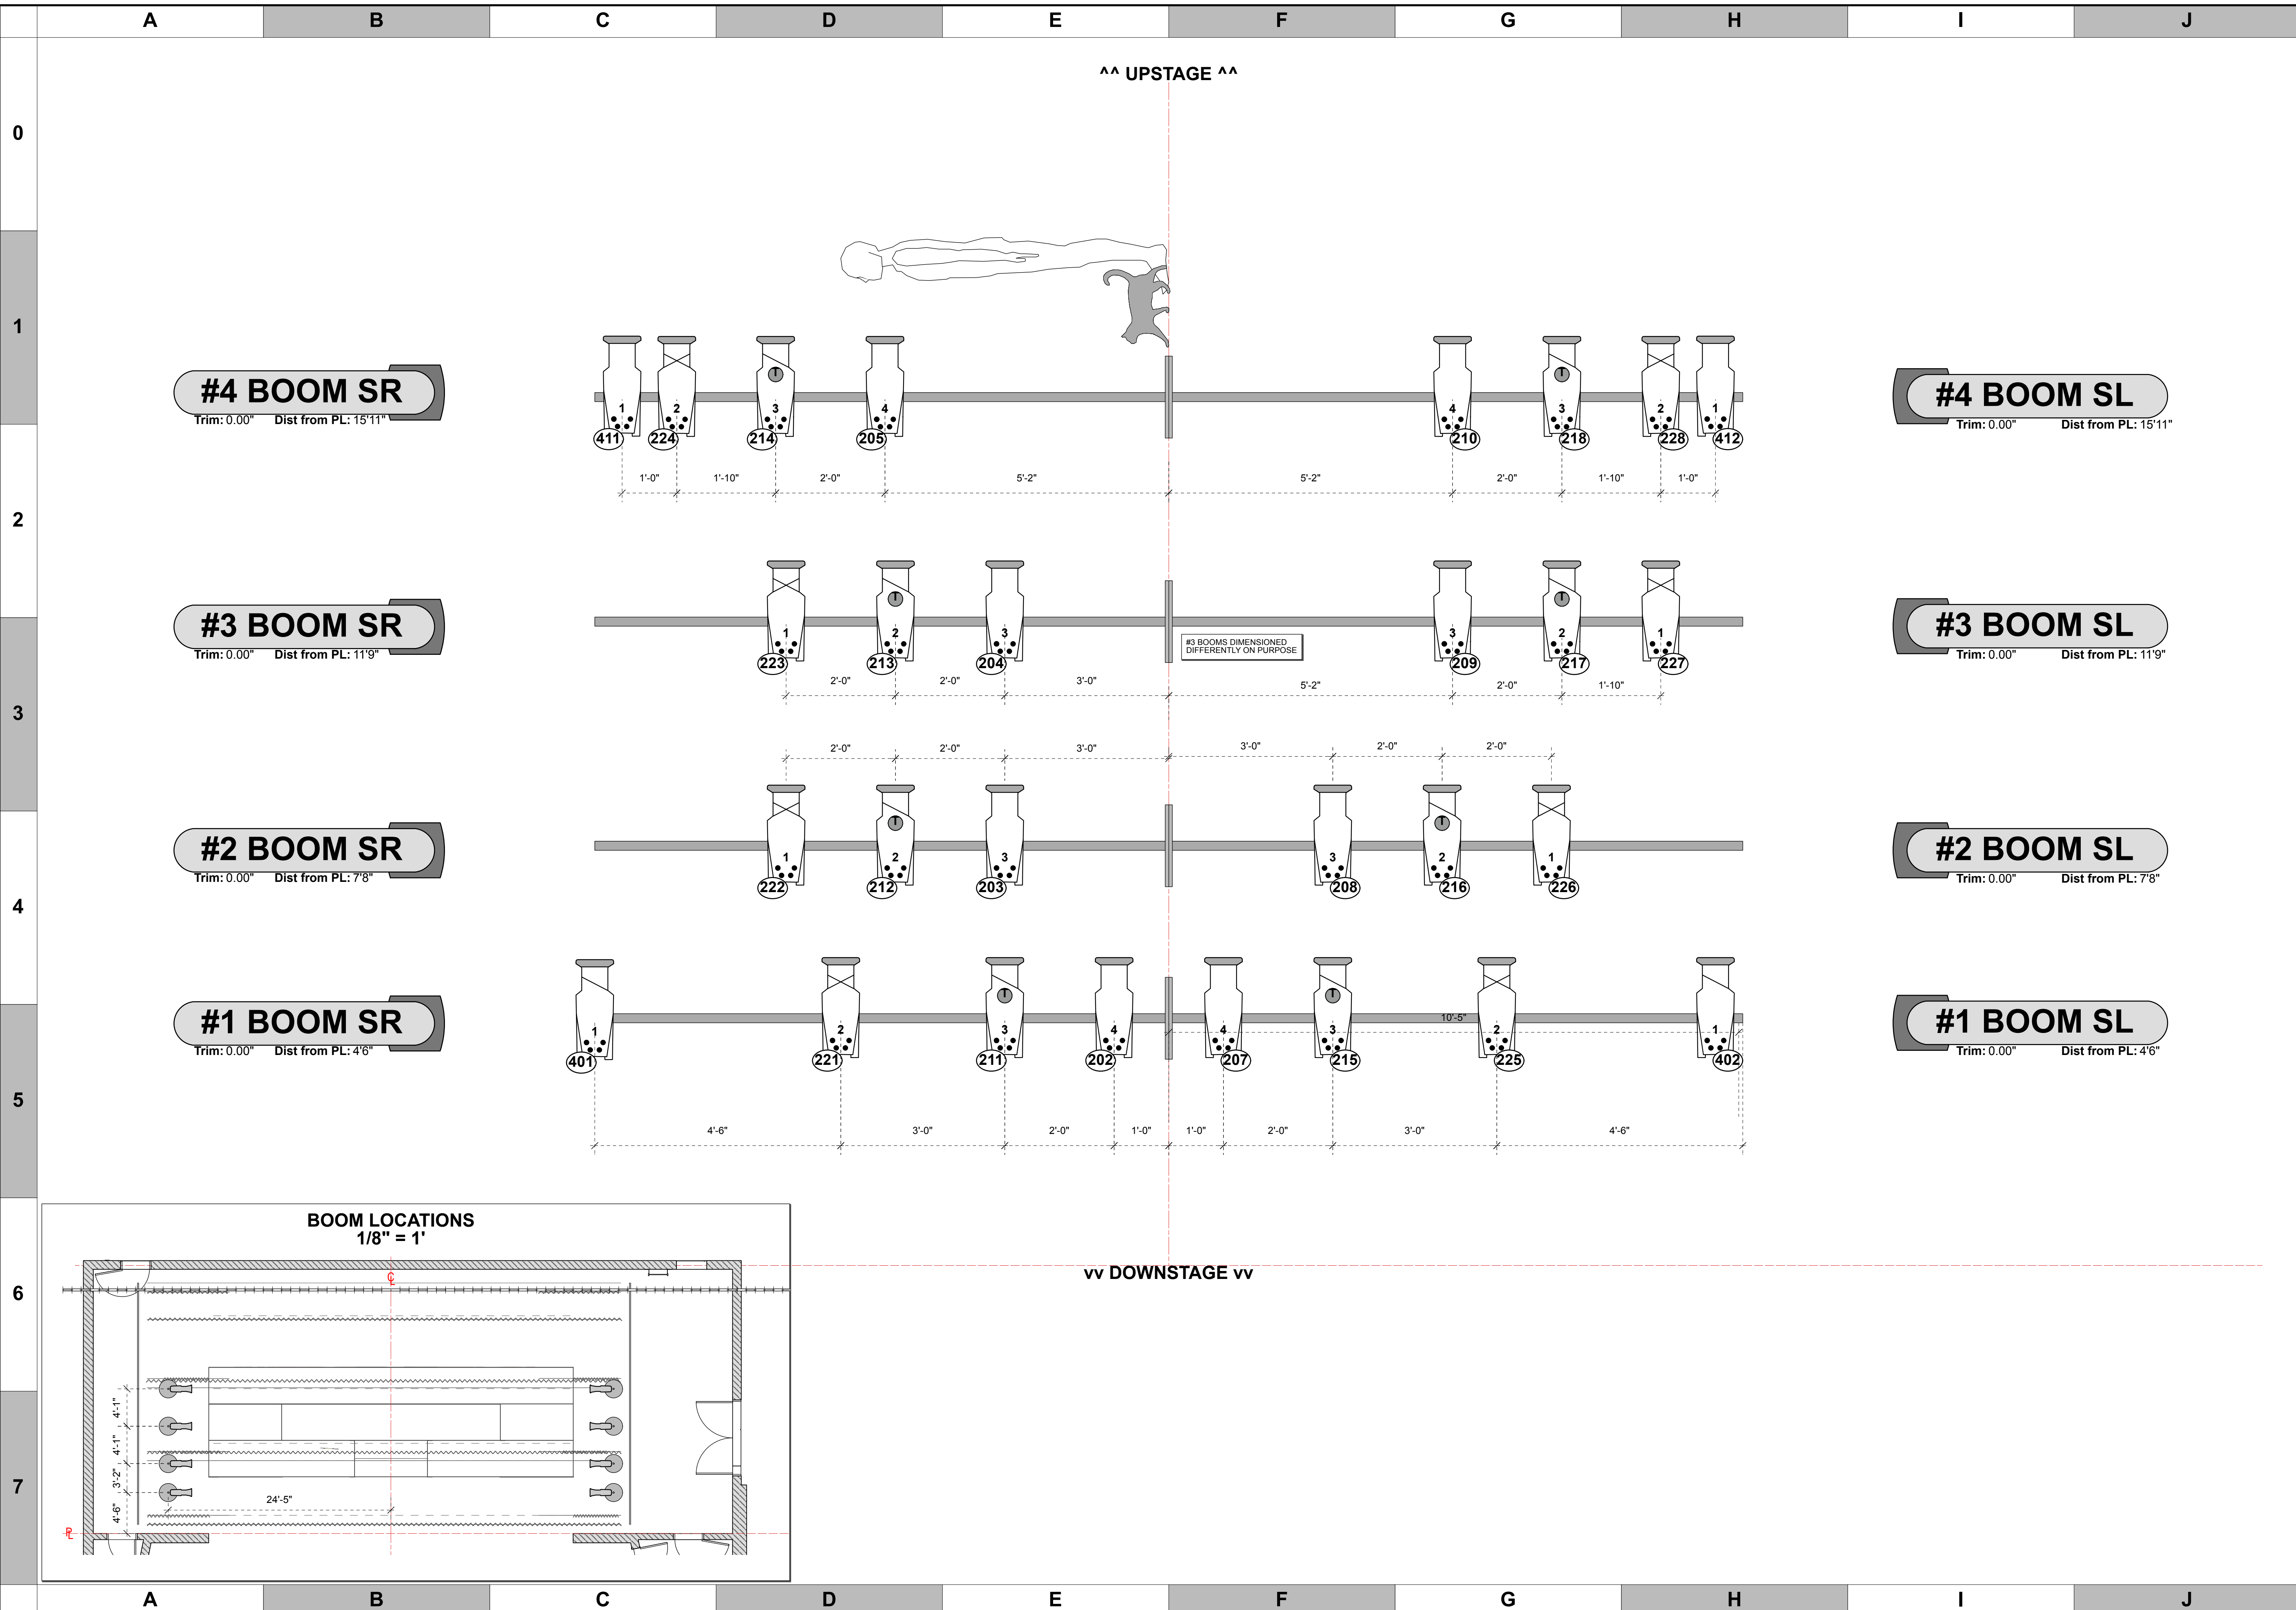 A B C D E F G H I J
^^ UPSTAGE ^^
0
1
#4 BOOM SR
Trim: 0.00" Dist from PL: 15'11"
T T
1 2 3 4 4 3 2 1
411 224 214 205 210 218 228 412
#4 BOOM SL
Trim: 0.00" Dist from PL: 15'11"
1'-0" 1'-10" 2'-0" 5'-2" 5'-2" 2'-0" 1'-10" 1'-0"
2
#3 BOOM SR
Trim: 0.00" Dist from PL: 11'9"
T T
1 2 3 3 2 1
223 213 204 209 217 227
#3 BOOMS DIMENSIONED
DIFFERENTLY ON PURPOSE
#3 BOOM SL
Trim: 0.00" Dist from PL: 11'9"
2'-0" 2'-0" 3'-0" 5'-2" 2'-0" 1'-10"
3
2'-0" 2'-0" 3'-0" 3'-0" 2'-0" 2'-0"
#2 BOOM SR
Trim: 0.00" Dist from PL: 7'8"
T T
1 2 3 3 2 1
222 212 203 208 216 226
#2 BOOM SL
Trim: 0.00" Dist from PL: 7'8"
4
#1 BOOM SR
Trim: 0.00" Dist from PL: 4'6"
T T
10'-5"
1 2 3 4 4 3 2 1
401 221 211 202 207 215 225 402
#1 BOOM SL
Trim: 0.00" Dist from PL: 4'6"
5
4'-6" 3'-0" 2'-0" 1'-0" 1'-0" 2'-0" 3'-0" 4'-6"
BOOM LOCATIONS
1/8" = 1'
CL
vv DOWNSTAGE vv
6
4'-1"
4'-1"
3'-2"
4'-6"
24'-5"
7
PL
A B C D E F G H I J